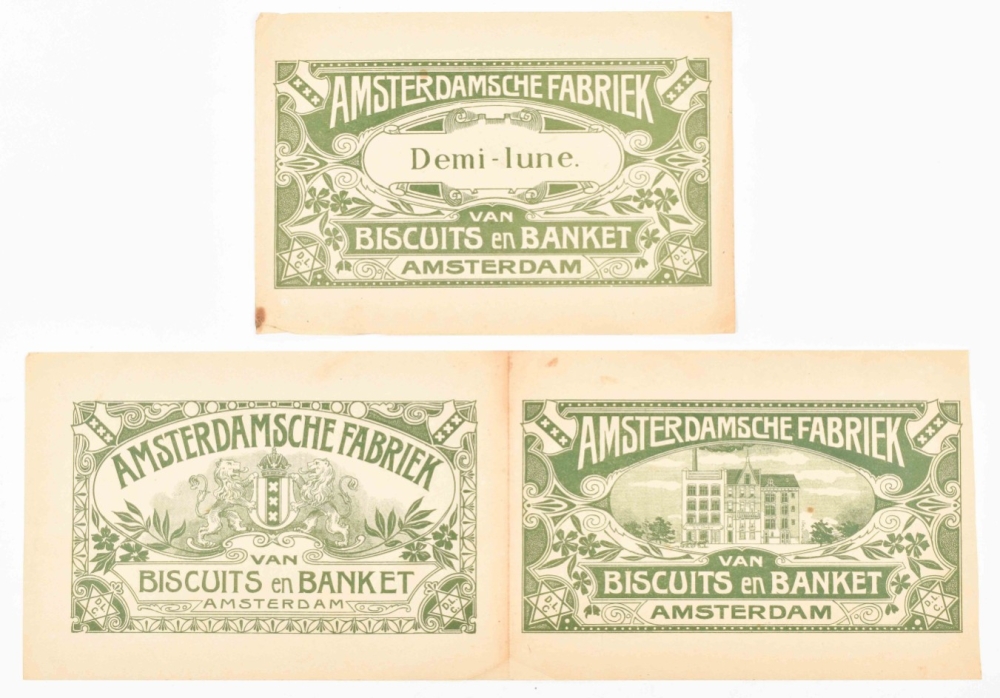 AMSTERDAMSCHE FABRIEK
Demi-lune.
VAN
BISCUITS en BANKET
AMSTERDAM
D.L.C.
D.L.C.
AMSTERDAMSCHE FABRIEK
VAN
BISCUITS en BANKET
AMSTERDAM
D.L.C.
D.L.C.
AMSTERDAMSCHE FABRIEK
VAN
BISCUITS en BANKET
AMSTERDAM
D.L.C.
D.L.C.